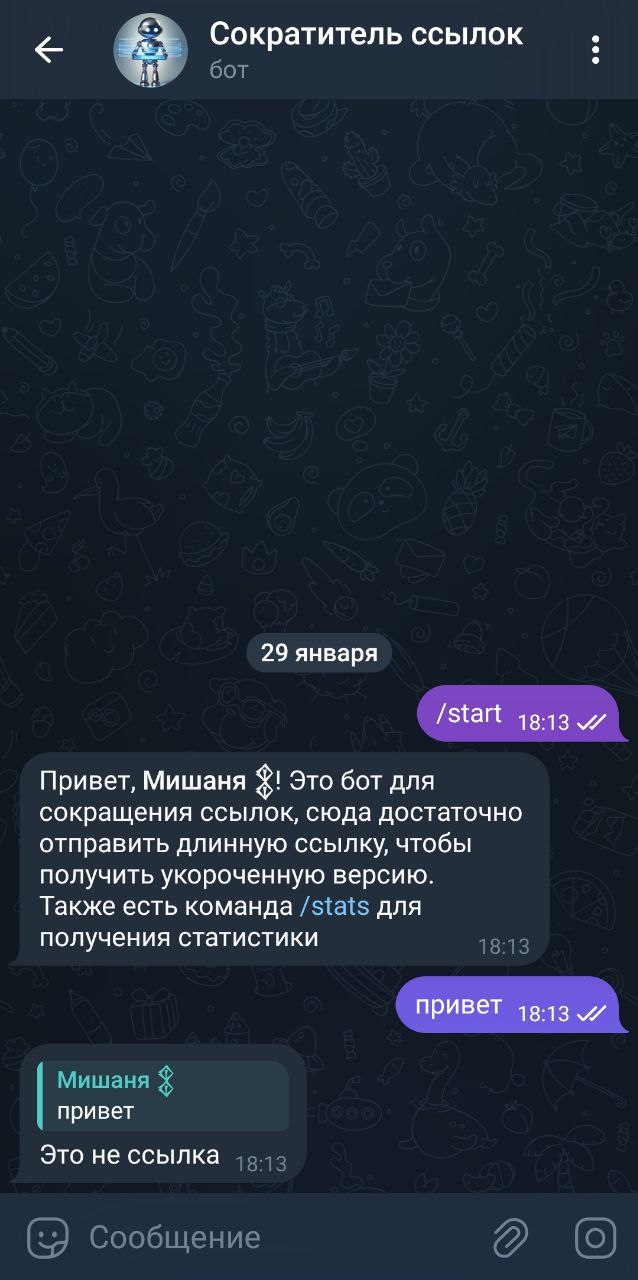 Сократитель ссылок
бот
29 января
/start 18:13
Привет, Мишаня ᛯ! Это бот для
сокращения ссылок, сюда достаточно
отправить длинную ссылку, чтобы
получить укороченную версию.
Также есть команда /stats для
получения статистики 18:13
привет 18:13
Мишаня
привет
Это не ссылка 18:13
Сообщение